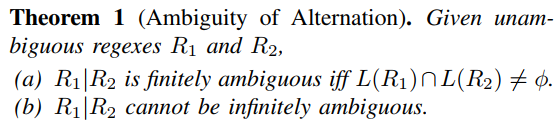 Theorem 1 (Ambiguity of Alternation). Given unam-
biguous regexes R₁ and R₂,
(a) R₁|R₂ is finitely ambiguous iff L(R₁)∩L(R₂) ≠ ϕ.
(b) R₁|R₂ cannot be infinitely ambiguous.